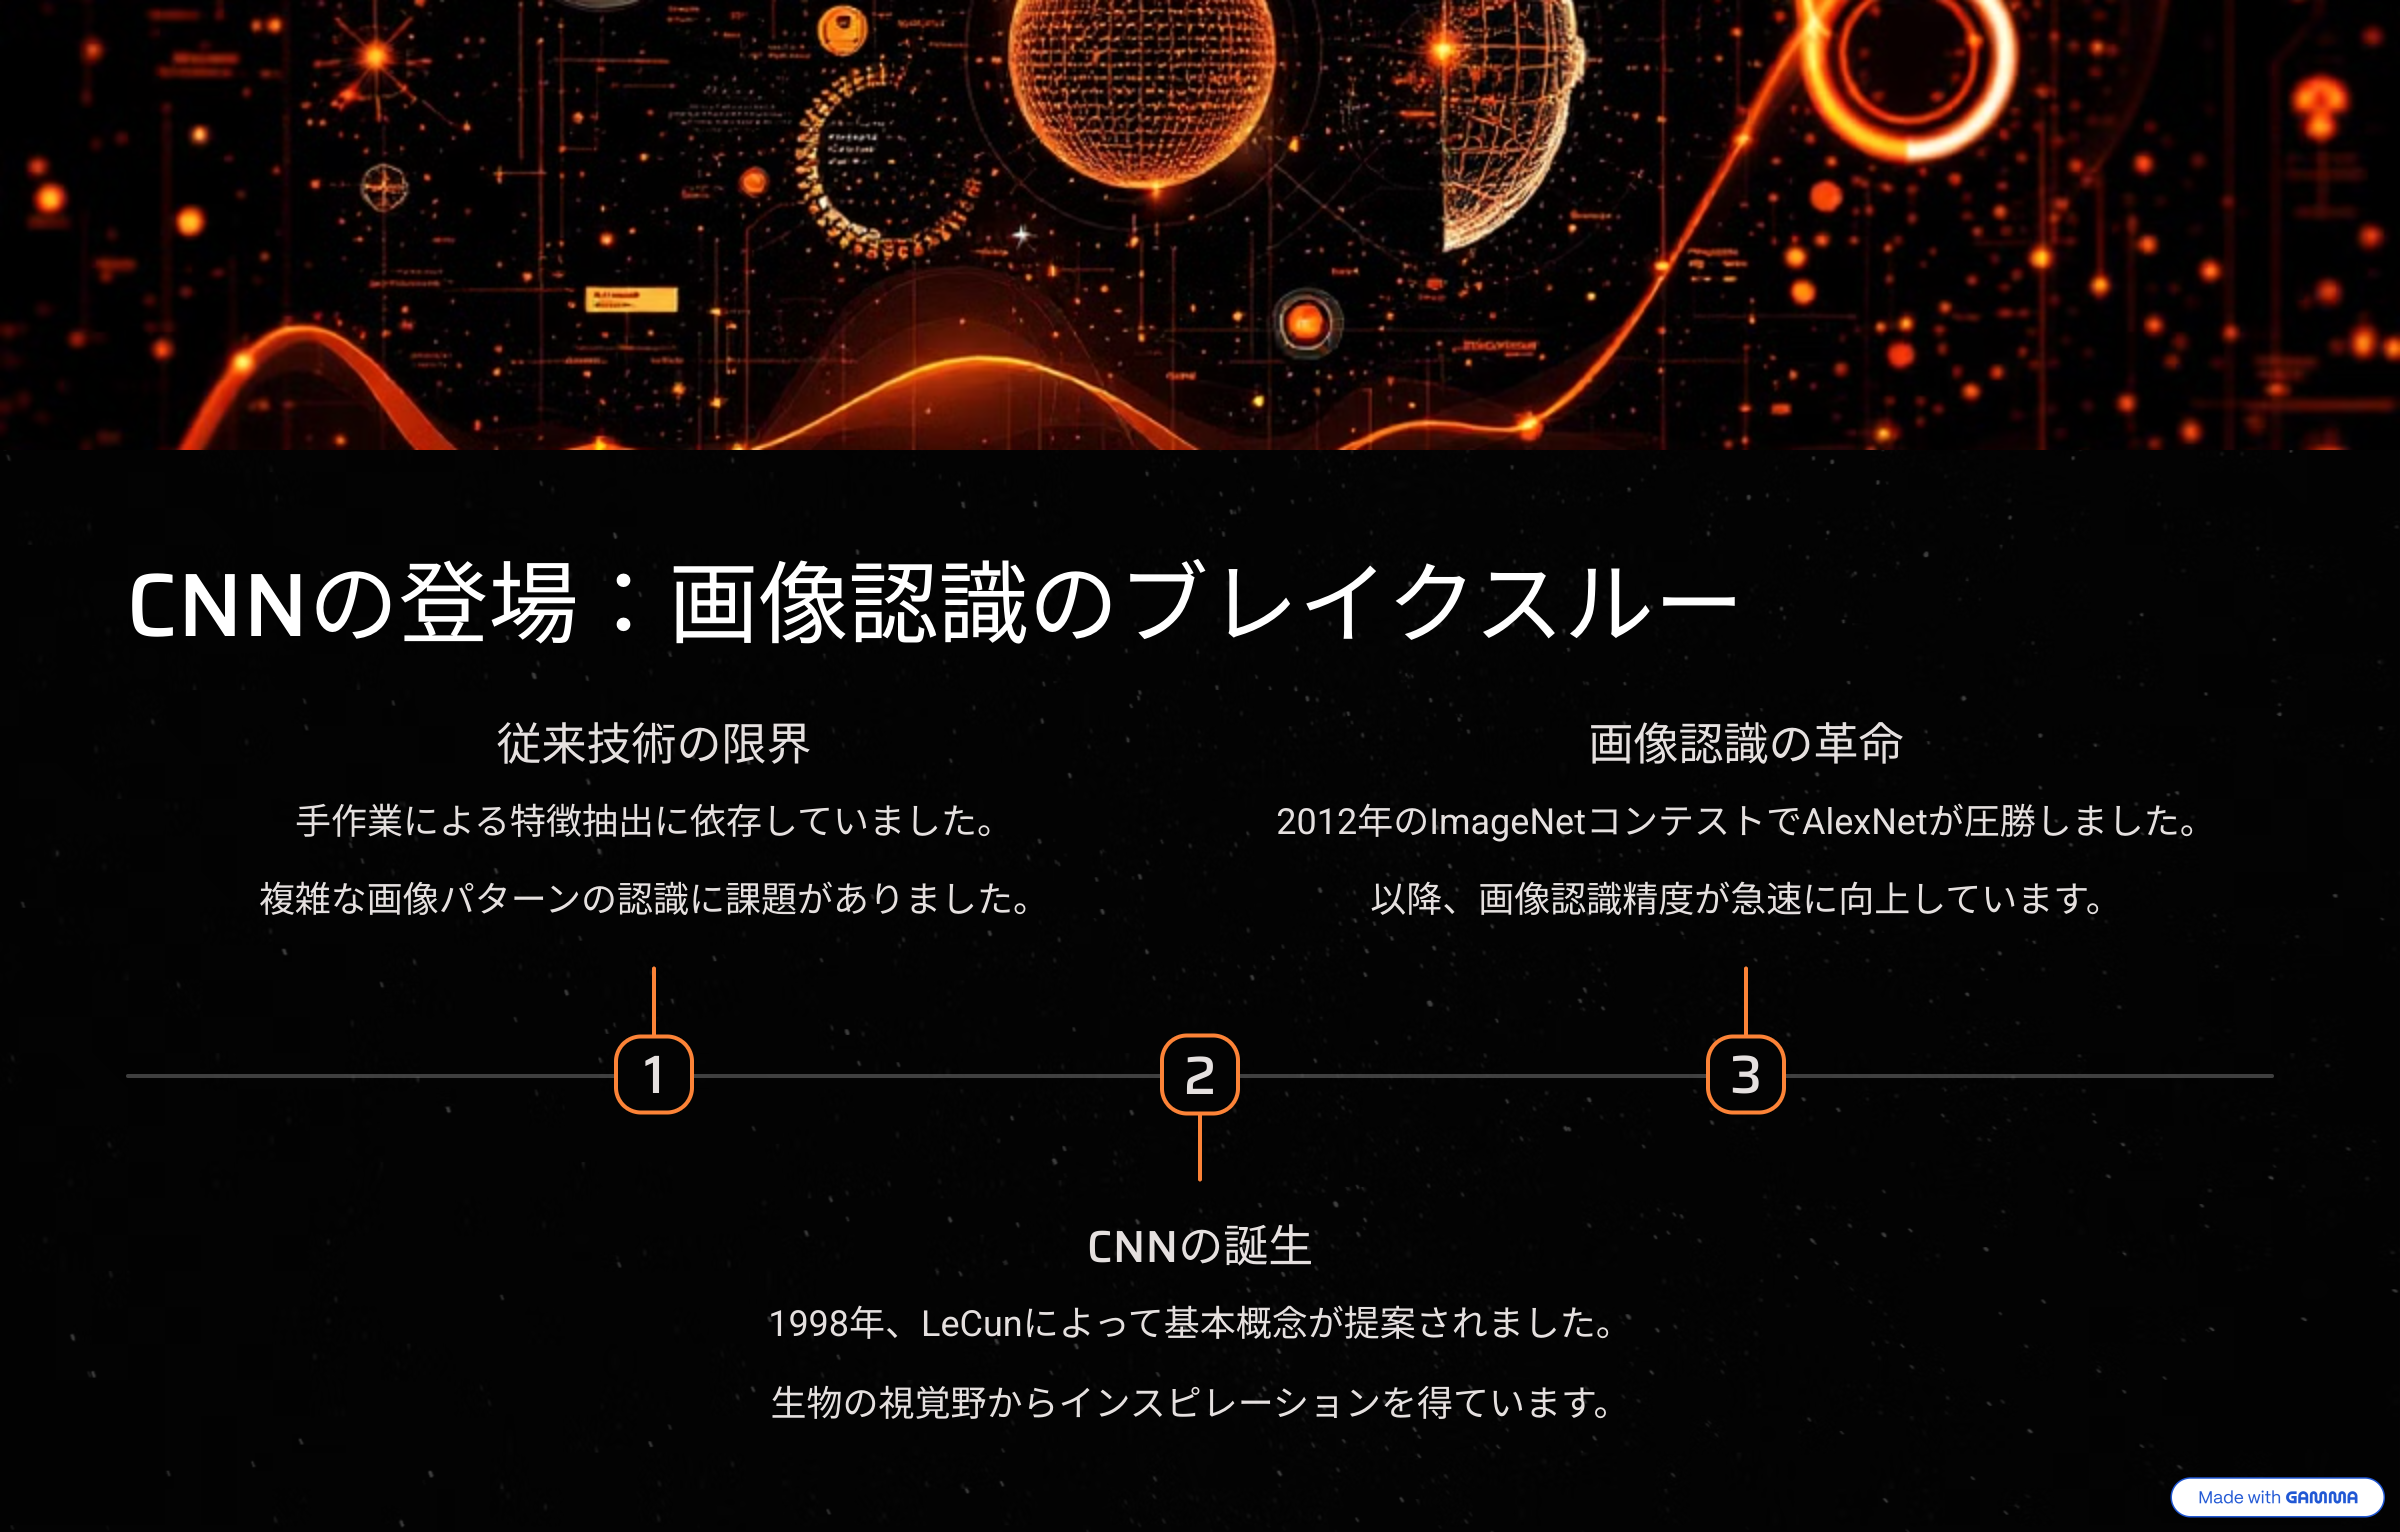 CNNの登場：画像認識のブレイクスルー
従来技術の限界
手作業による特徴抽出に依存していました。
複雑な画像パターンの認識に課題がありました。
画像認識の革命
2012年のImageNetコンテストでAlexNetが圧勝しました。
以降、画像認識精度が急速に向上しています。
1
2
3
CNNの誕生
1998年、LeCunによって基本概念が提案されました。
生物の視覚野からインスピレーションを得ています。
Made with GAMMA